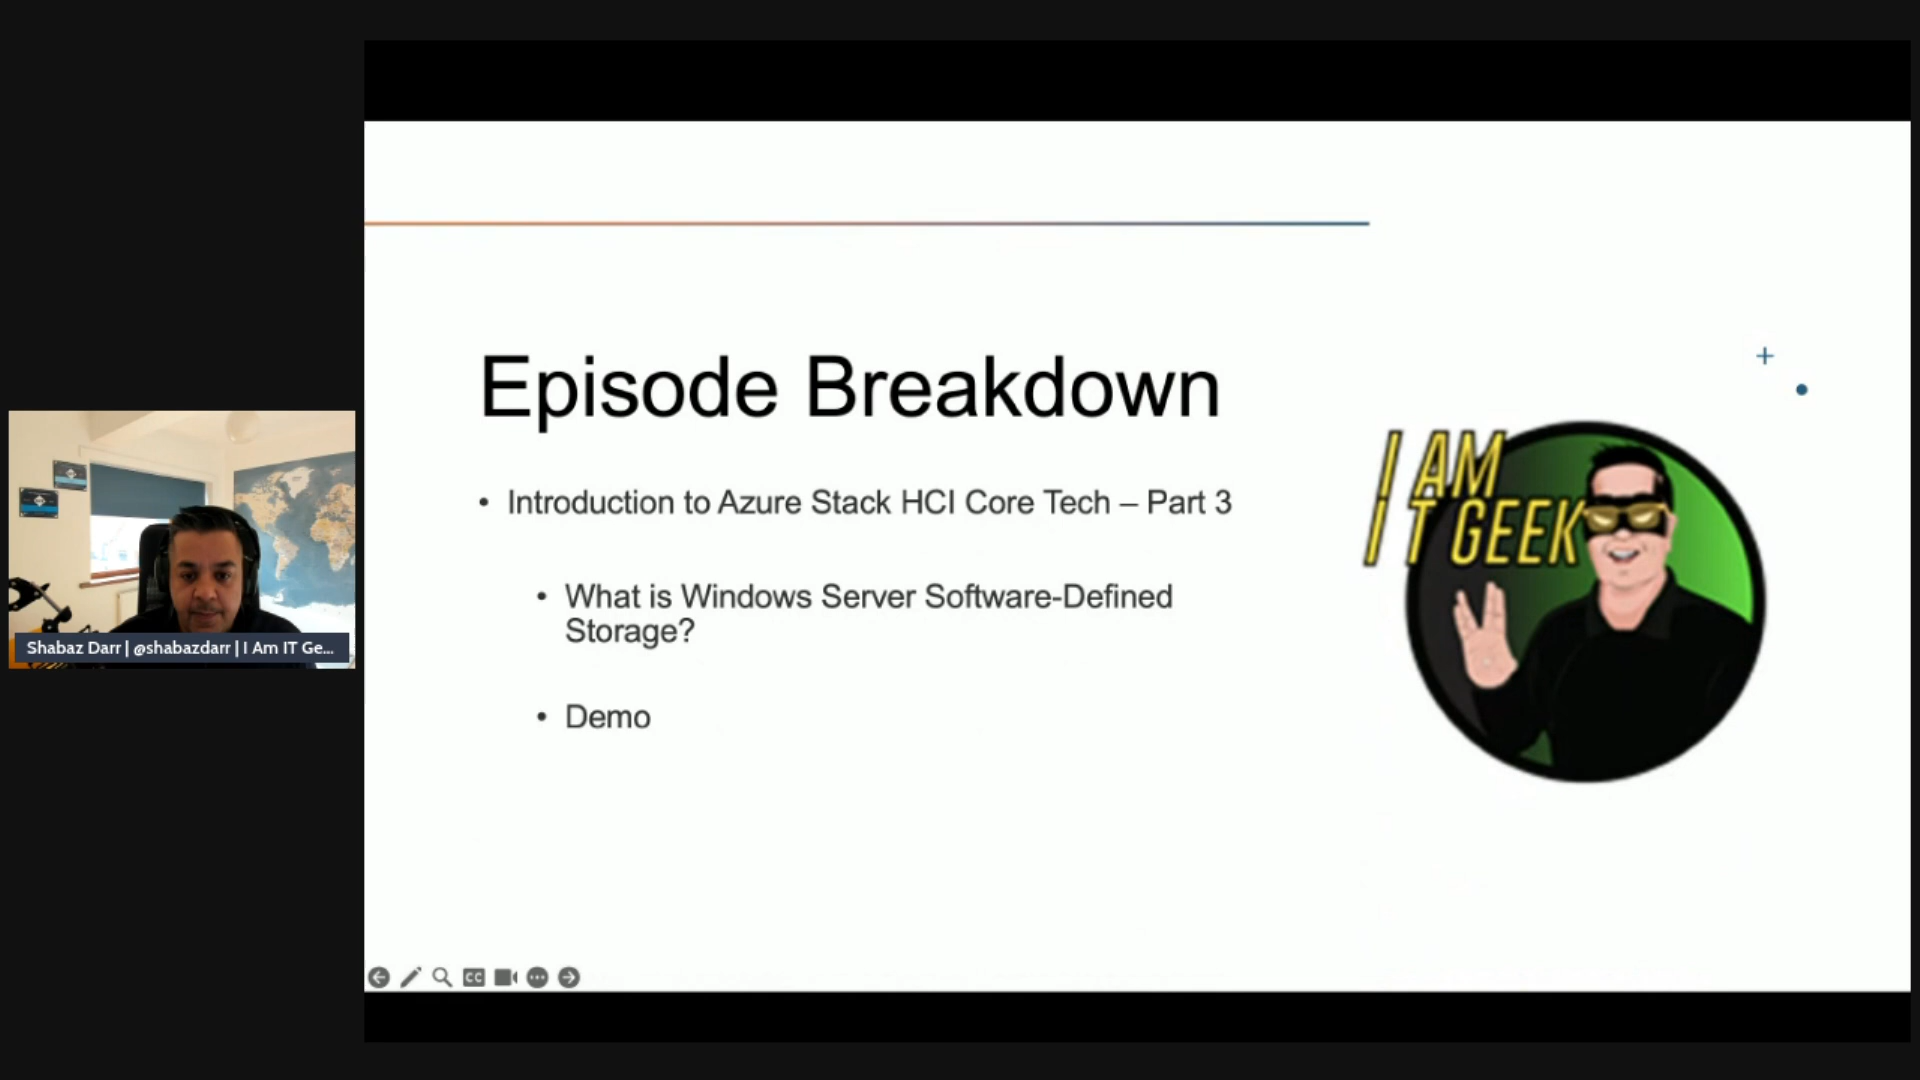 Episode Breakdown
• Introduction to Azure Stack HCI Core Tech – Part 3
• What is Windows Server Software-Defined
Storage?
• Demo
I AM
IT GEEK
Shabaz Darr | @shabazdarr | I Am IT Ge...
CC